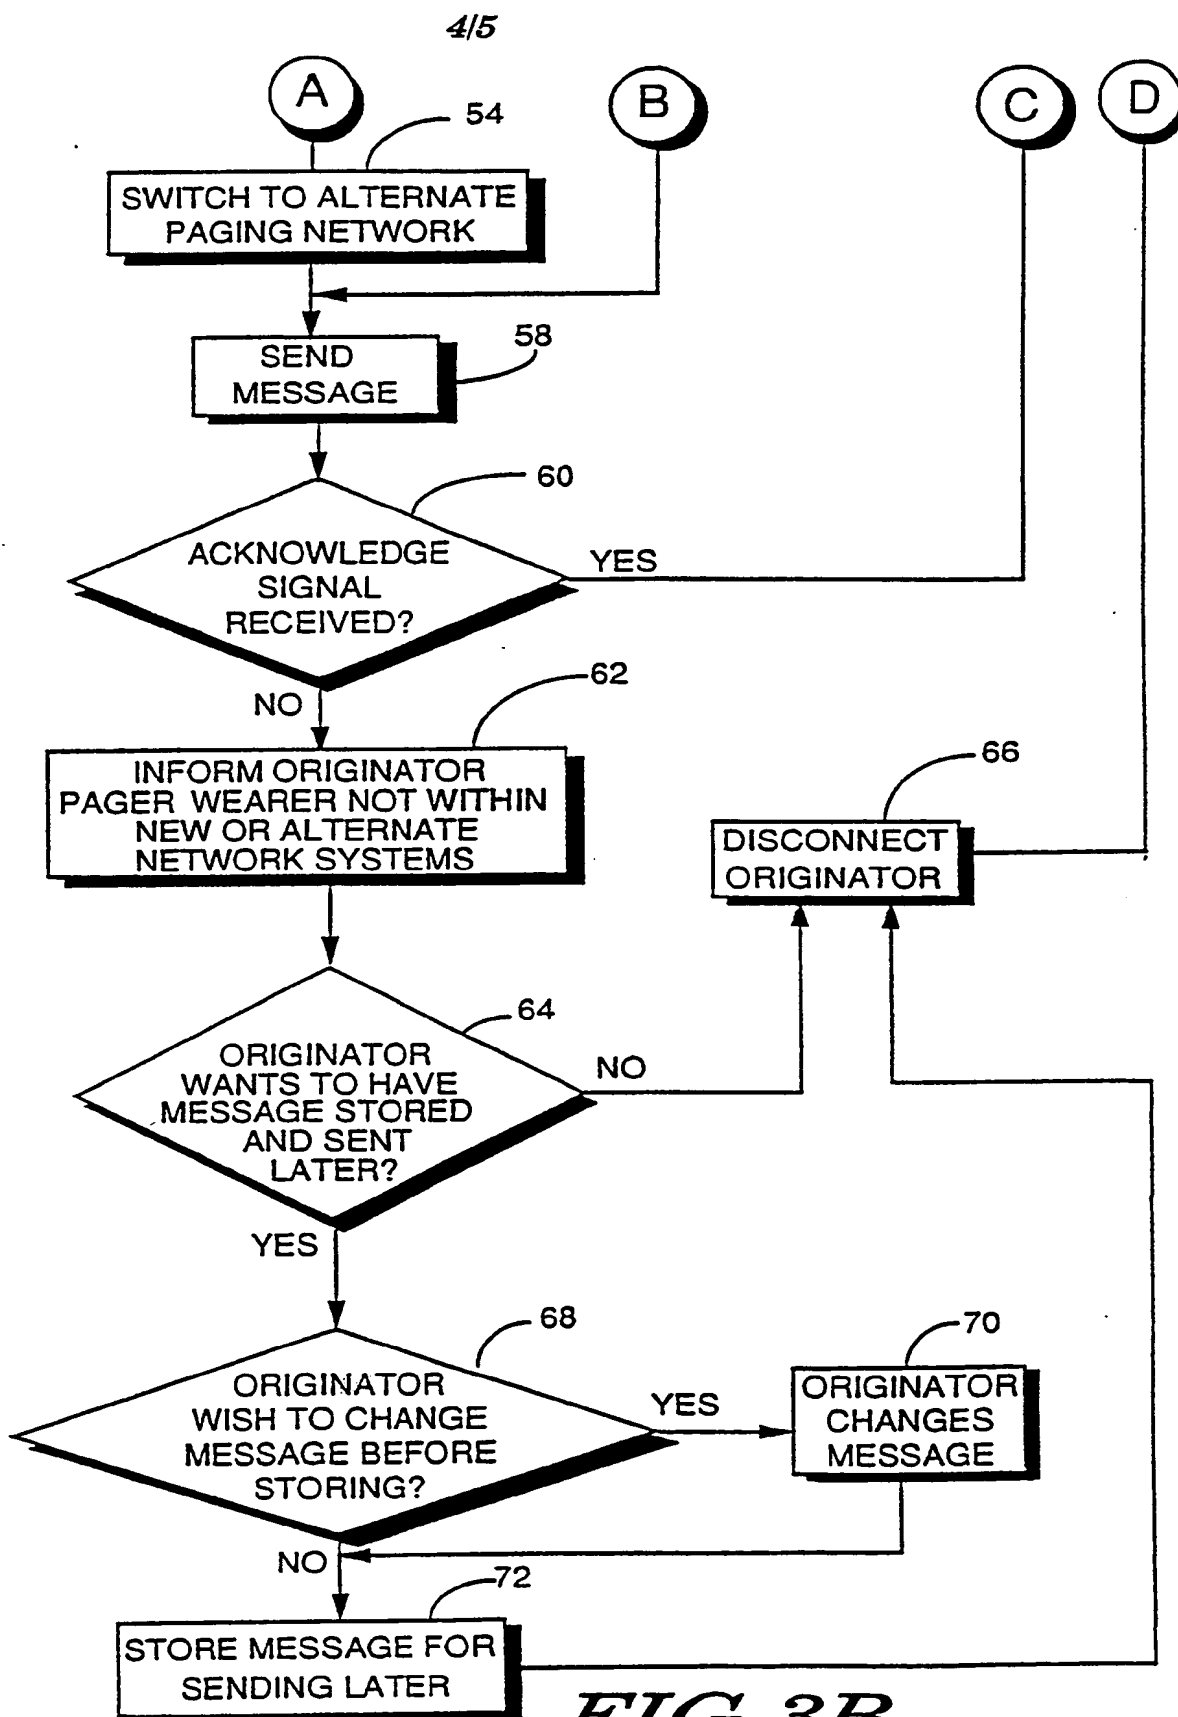 4/5
A
B
C
D
54
SWITCH TO ALTERNATE
PAGING NETWORK
58
SEND
MESSAGE
60
ACKNOWLEDGE
SIGNAL
RECEIVED?
YES
NO
62
INFORM ORIGINATOR
PAGER WEARER NOT WITHIN
NEW OR ALTERNATE
NETWORK SYSTEMS
66
DISCONNECT
ORIGINATOR
64
ORIGINATOR
WANTS TO HAVE
MESSAGE STORED
AND SENT
LATER?
NO
YES
68
ORIGINATOR
WISH TO CHANGE
MESSAGE BEFORE
STORING?
YES
70
ORIGINATOR
CHANGES
MESSAGE
NO
72
STORE MESSAGE FOR
SENDING LATER
FIG. 3B